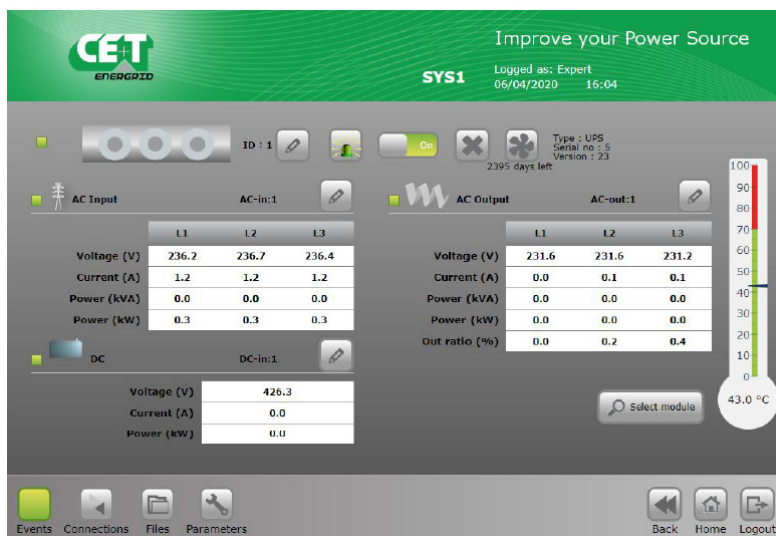 CE+T
ENERGRID
Improve your Power Source
SYS1
Logged as: Expert
06/04/2020 16:04
ID : 1
On
2395 days left
Type : UPS
Serial no : 5
Version : 23
AC Input AC-in:1
L1 L2 L3
Voltage (V) 236.2 236.7 236.4
Current (A) 1.2 1.2 1.2
Power (kVA) 0.0 0.0 0.0
Power (kW) 0.3 0.3 0.3
DC DC-in:1
Voltage (V) 426.3
Current (A) 0.0
Power (kW) 0.0
AC Output AC-out:1
L1 L2 L3
Voltage (V) 231.6 231.6 231.2
Current (A) 0.0 0.1 0.1
Power (kVA) 0.0 0.0 0.0
Power (kW) 0.0 0.0 0.0
Out ratio (%) 0.0 0.2 0.4
Select module
100
90
80
70
60
50
40
30
20
10
0
43.0 °C
Events Connections Files Parameters
Back Home Logout